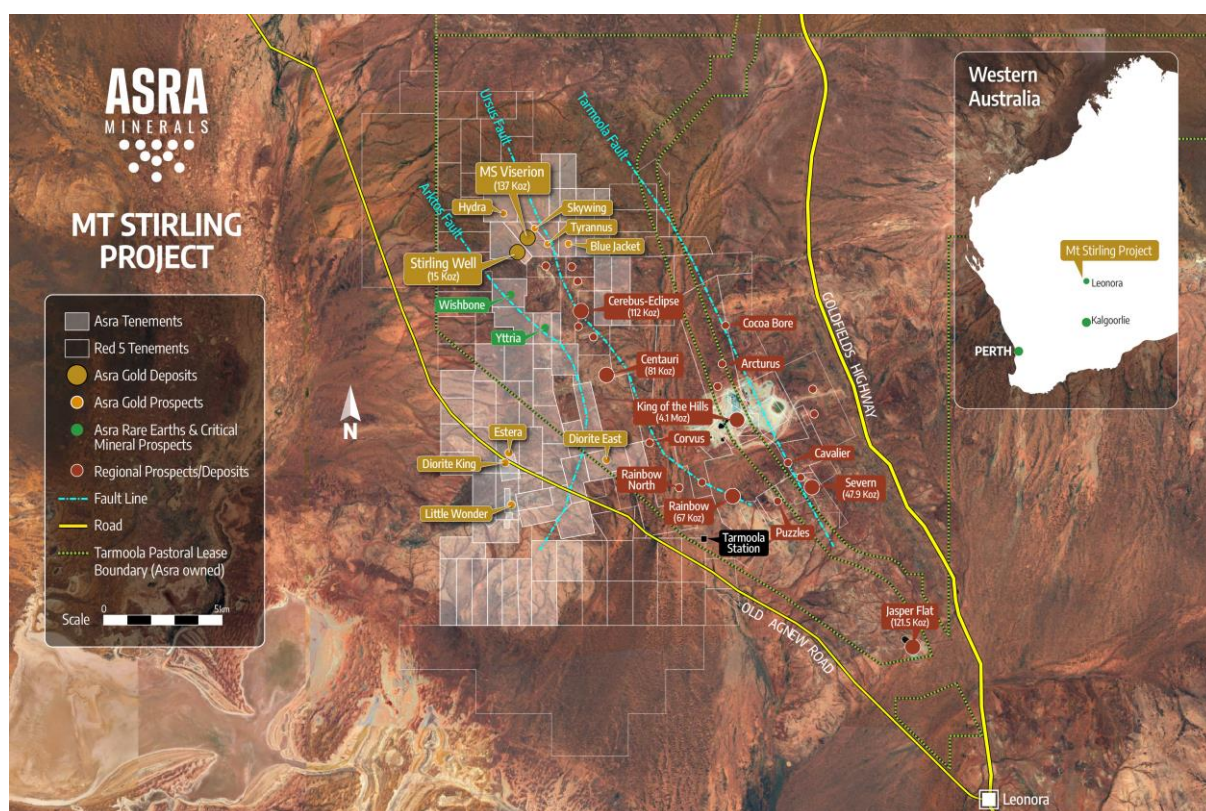 ASRA
MINERALS
MT STIRLING
PROJECT
Asra Tenements
Red 5 Tenements
Asra Gold Deposits
Asra Gold Prospects
Asra Rare Earths & Critical
Mineral Prospects
Regional Prospects/Deposits
Fault Line
Road
Tarmoola Pastoral Lease
Boundary (Asra owned)
Scale
0
5km
N
Ursus Fault
Tarmoola Fault
Arktos Fault
MS Viserion
(137 Koz)
Hydra
Skywing
Tyrannus
Blue Jacket
Stirling Well
(15 Koz)
Wishbone
Yttria
Cerebus-Eclipse
(112 Koz)
Cocoa Bore
Centauri
(81 Koz)
Arcturus
King of the Hills
(4.1 Moz)
Estera
Diorite East
Corvus
Diorite King
Cavalier
Rainbow
North
Severn
(47.9 Koz)
Little Wonder
Rainbow
(67 Koz)
Puzzles
Tarmoola
Station
Jasper Flat
(121.5 Koz)
GOLDFIELDS HIGHWAY
OLD AGNEW ROAD
Leonora
Western
Australia
Mt Stirling Project
Leonora
Kalgoorlie
PERTH